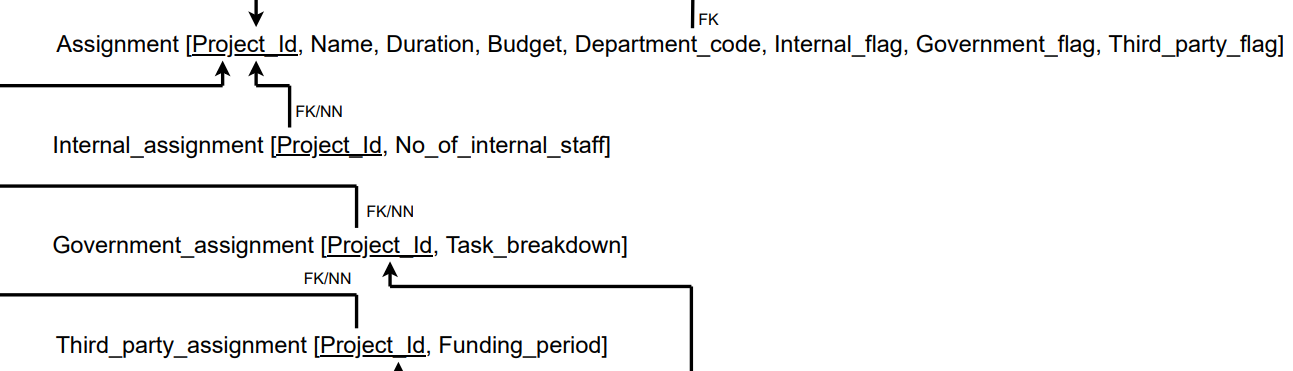 FK
Assignment [Project_Id, Name, Duration, Budget, Department_code, Internal_flag, Government_flag, Third_party_flag]
FK/NN
Internal_assignment [Project_Id, No_of_internal_staff]
FK/NN
Government_assignment [Project_Id, Task_breakdown]
FK/NN
Third_party_assignment [Project_Id, Funding_period]